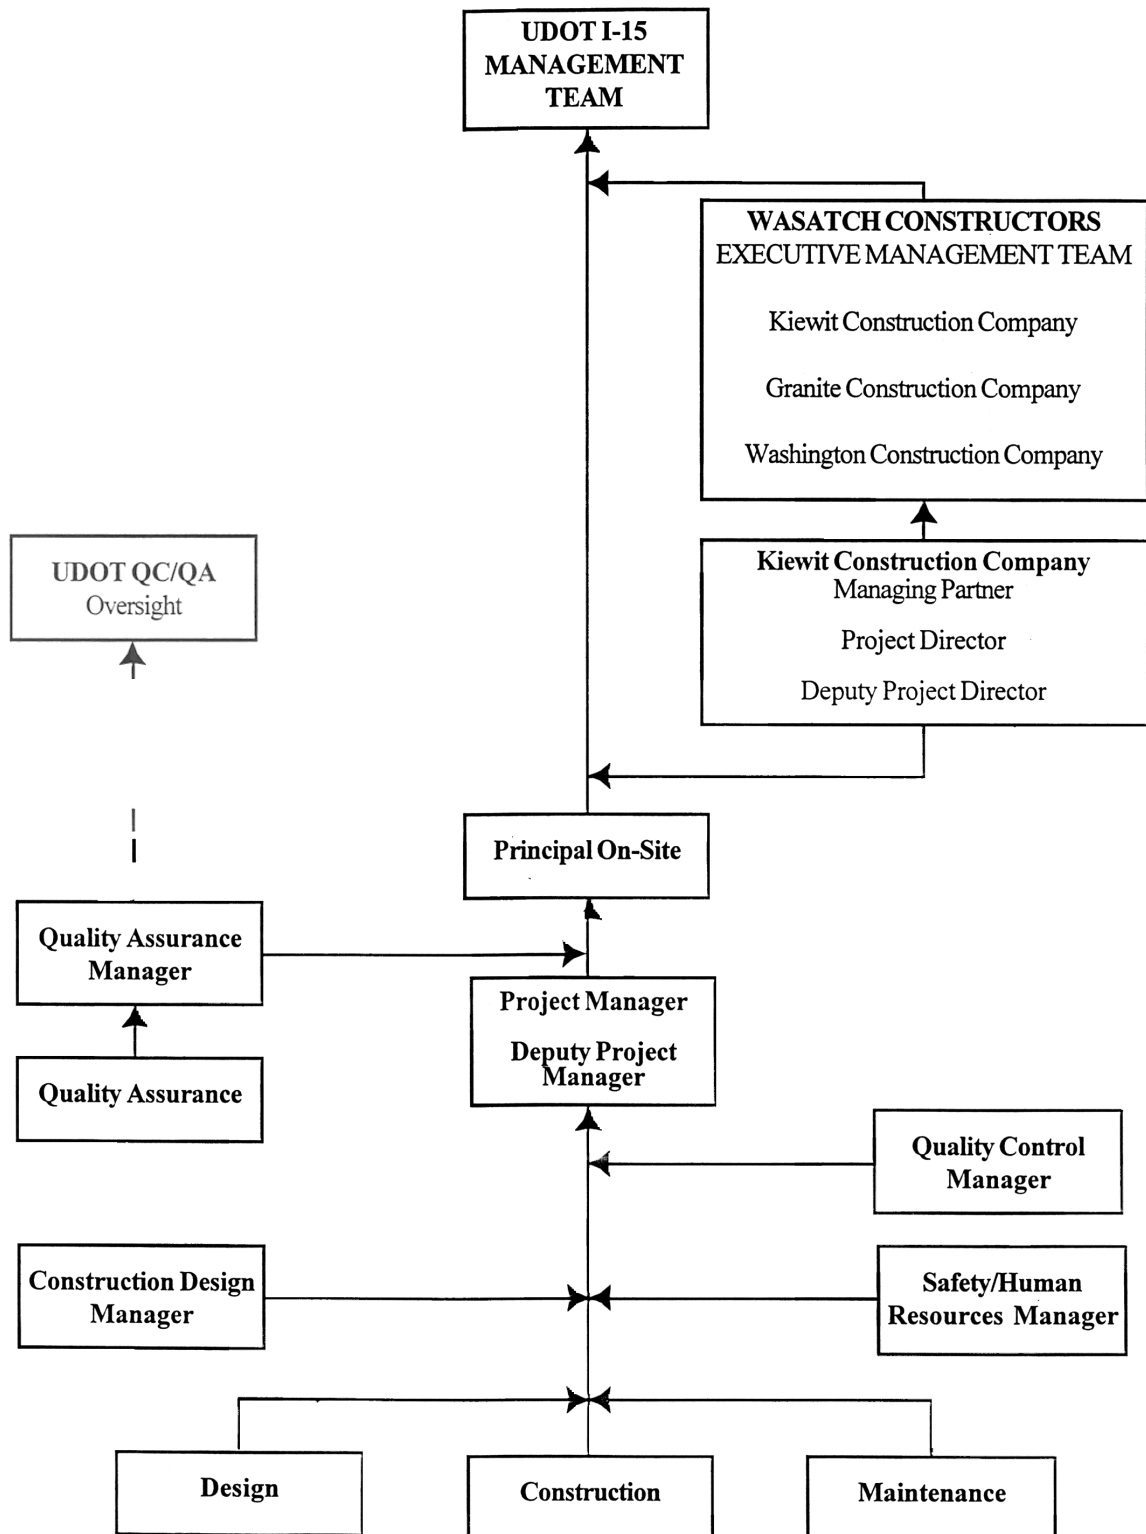 UDOT I-15
MANAGEMENT
TEAM
WASATCH CONSTRUCTORS
EXECUTIVE MANAGEMENT TEAM
Kiewit Construction Company
Granite Construction Company
Washington Construction Company
UDOT QC/QA
Oversight
Kiewit Construction Company
Managing Partner
Project Director
Deputy Project Director
Principal On-Site
Quality Assurance
Manager
Project Manager
Deputy Project
Manager
Quality Assurance
Quality Control
Manager
Construction Design
Manager
Safety/Human
Resources Manager
Design
Construction
Maintenance